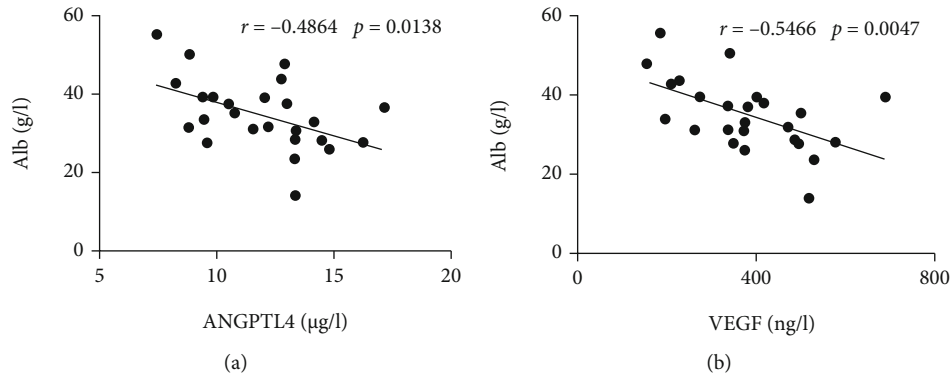 r = –0.4864 p = 0.0138
60
40
20
0
Alb (g/l)
5 10 15 20
ANGPTL4 (μg/l)
(a)
r = –0.5466 p = 0.0047
60
40
20
0
Alb (g/l)
0 400 800
VEGF (ng/l)
(b)